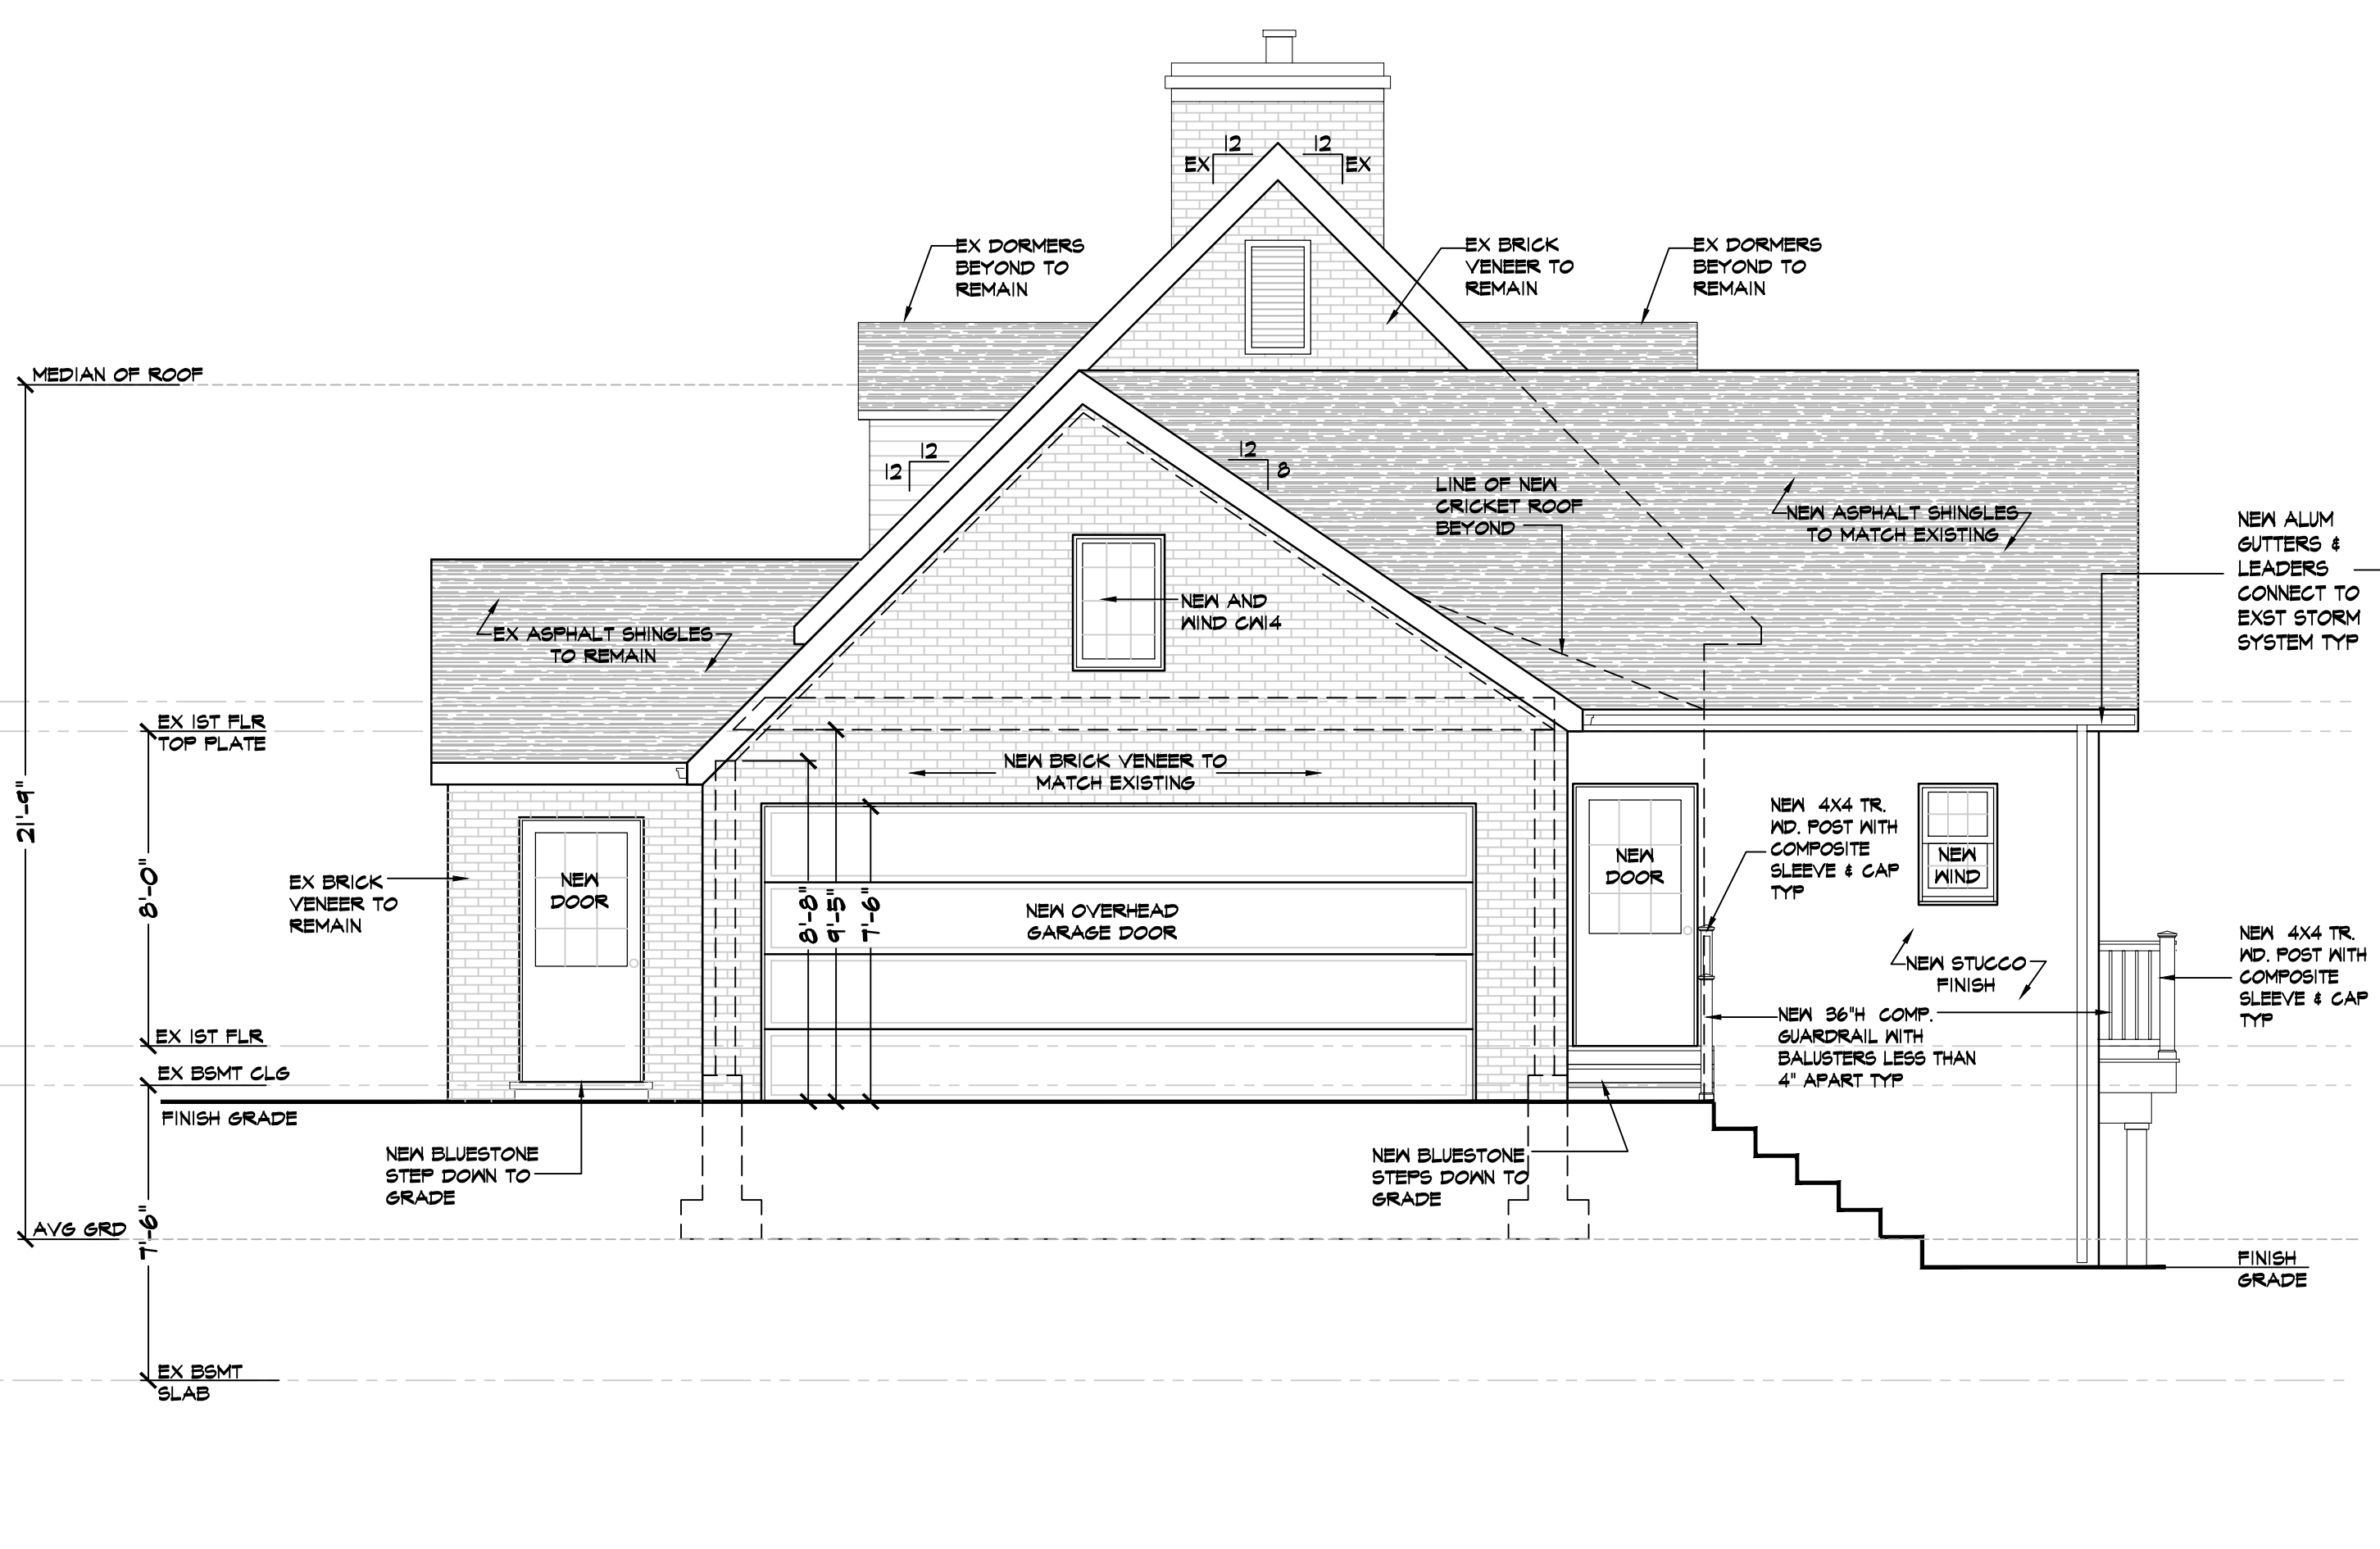 12
12
EX
EX
EX DORMERS
BEYOND TO
REMAIN
EX BRICK
VENEER TO
REMAIN
EX DORMERS
BEYOND TO
REMAIN
MEDIAN OF ROOF
12
12
12
8
LINE OF NEW
CRICKET ROOF
BEYOND
NEW ASPHALT SHINGLES
TO MATCH EXISTING
NEW ALUM
GUTTERS &
LEADERS
CONNECT TO
EXST STORM
SYSTEM TYP
NEW AND
WIND CW14
EX ASPHALT SHINGLES
TO REMAIN
EX 1ST FLR
TOP PLATE
NEW BRICK VENEER TO
MATCH EXISTING
21'-9"
8'-0"
EX BRICK
VENEER TO
REMAIN
NEW
DOOR
8'-8"
9'-5"
7'-6"
NEW OVERHEAD
GARAGE DOOR
NEW
DOOR
NEW 4X4 TR.
WD. POST WITH
COMPOSITE
SLEEVE & CAP
TYP
NEW
WIND
NEW STUCCO
FINISH
NEW 4X4 TR.
WD. POST WITH
COMPOSITE
SLEEVE & CAP
TYP
NEW 36"H COMP.
GUARDRAIL WITH
BALUSTERS LESS THAN
4" APART TYP
EX 1ST FLR
EX BSMT CLG
FINISH GRADE
NEW BLUESTONE
STEP DOWN TO
GRADE
NEW BLUESTONE
STEPS DOWN TO
GRADE
AVG GRD
7'-6"
FINISH
GRADE
EX BSMT
SLAB